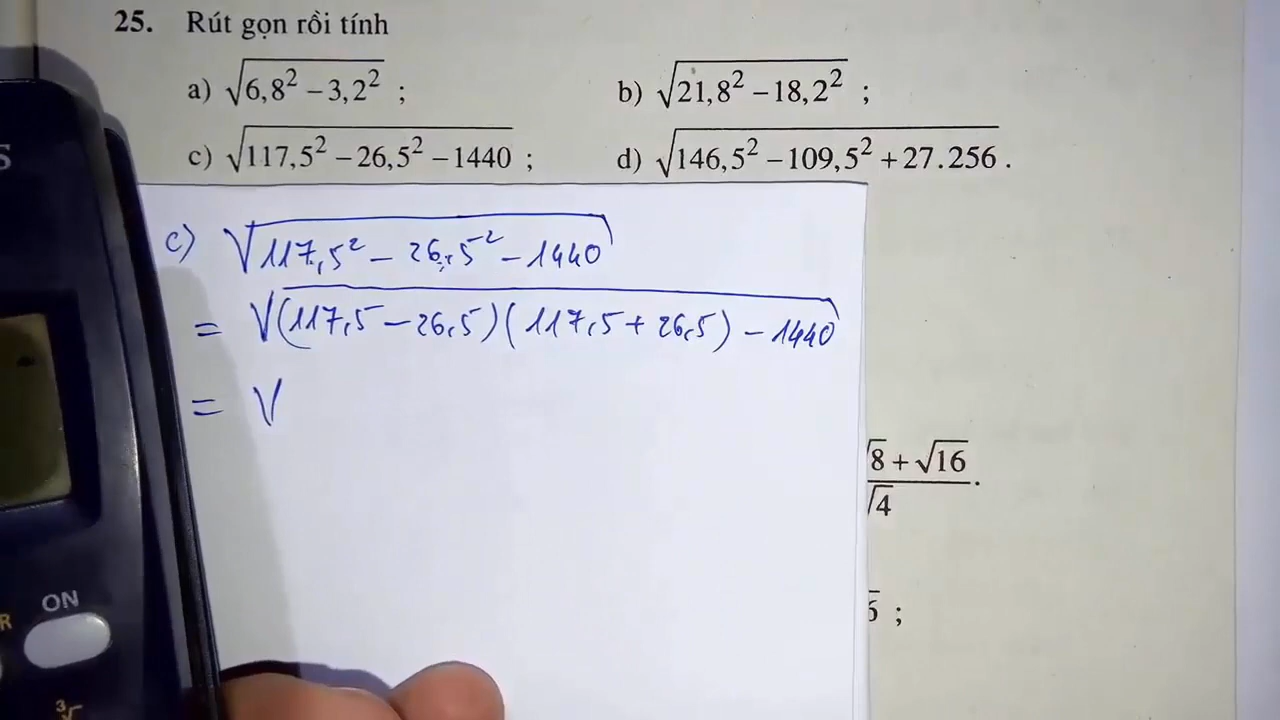 25. Rút gọn rồi tính
a) √(6,8² − 3,2²) ; b) √(21,8² − 18,2²) ;
c) √(117,5² − 26,5² − 1440) ; d) √(146,5² − 109,5² + 27.256) .
S
c) √(117,5² − 26,5² − 1440)
= √((117,5 − 26,5)(117,5 + 26,5) − 1440)
= √
√8 + √16
√4 .
ON
R
;
³√